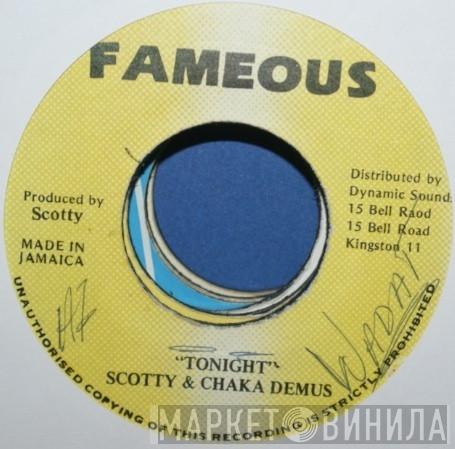 FAMEOUS
Produced by
Scotty
MADE IN
JAMAICA
Distributed by
Dynamic Sound
15 Bell Raod
15 Bell Road
Kingston 11
"TONIGHT"
SCOTTY & CHAKA DEMUS
UNAUTHORISED COPYING OF THIS RECORDING IS STRICTLY PROHIBITED
МАРКЕТ ВИНИЛА